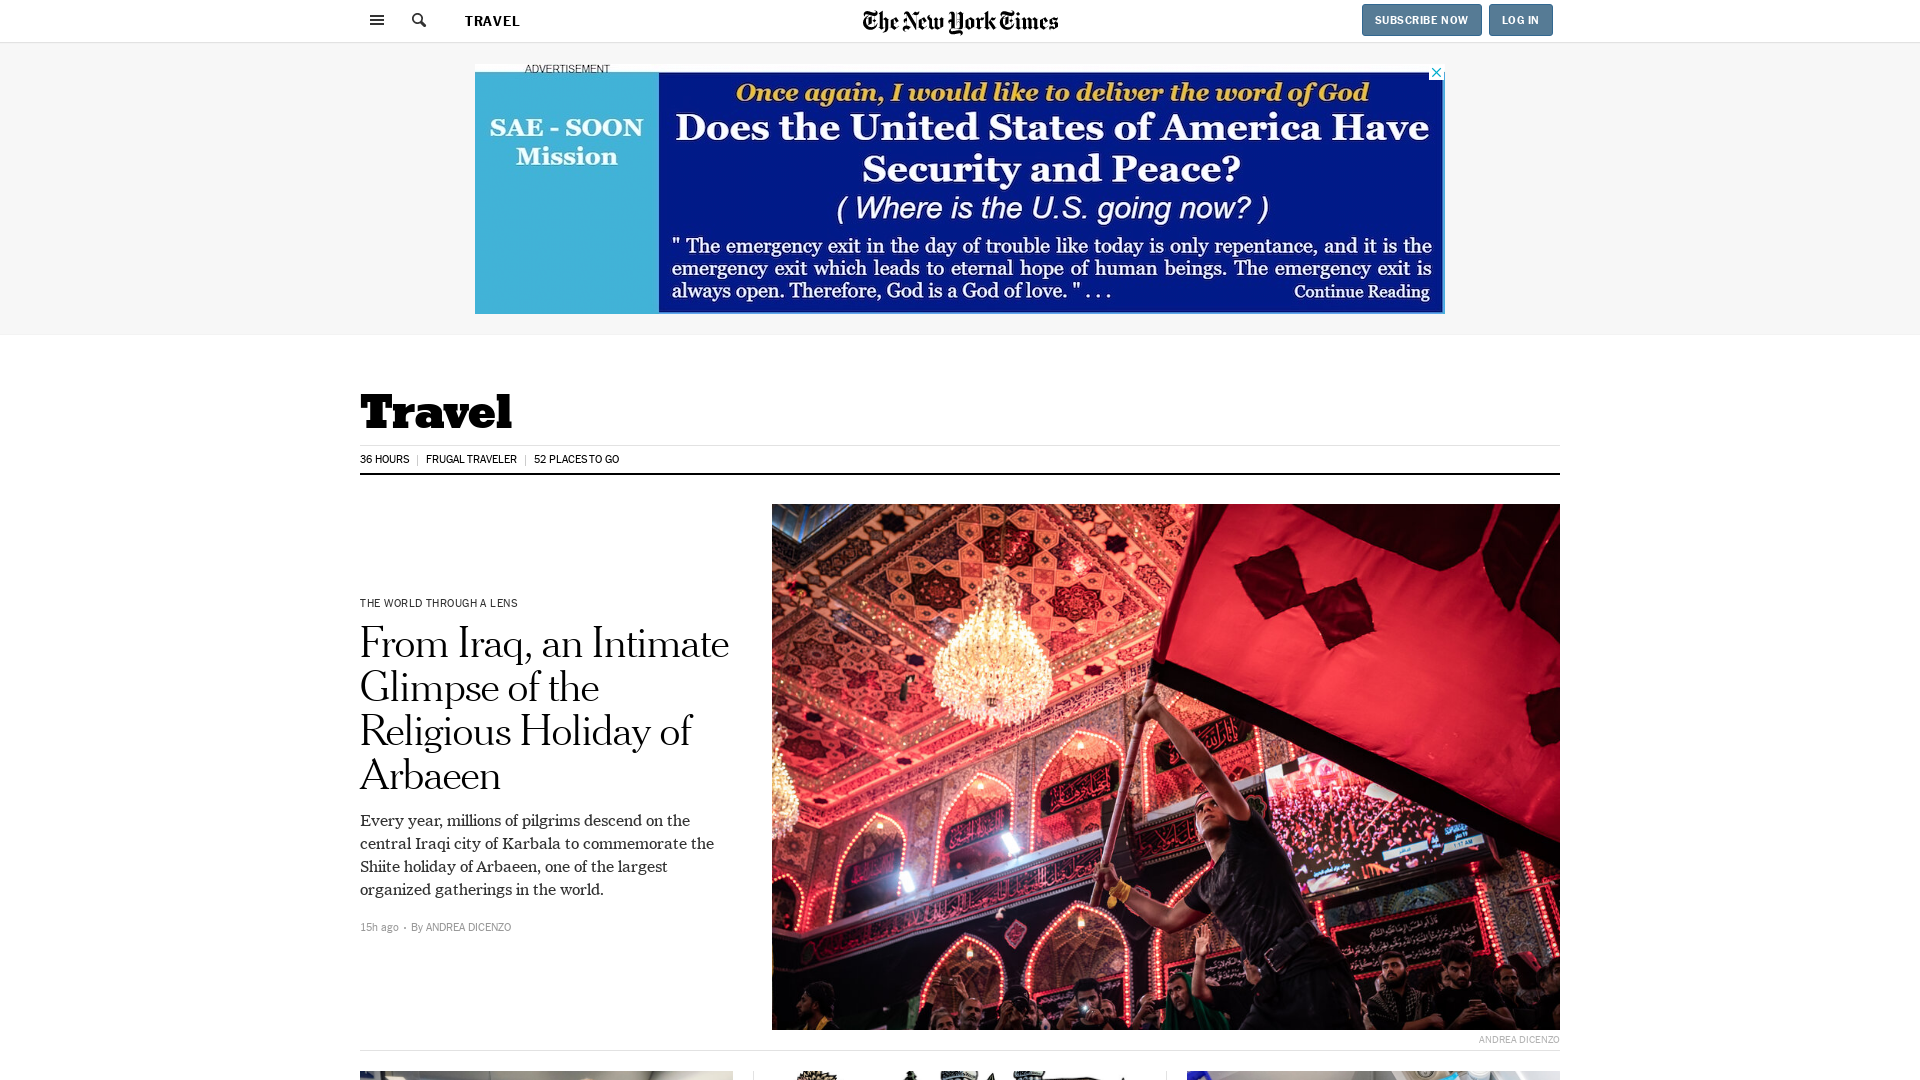 TRAVEL
The New York Times
SUBSCRIBE NOW
LOG IN
ADVERTISEMENT
SAE - SOON
Mission
Once again, I would like to deliver the word of God
Does the United States of America Have
Security and Peace?
( Where is the U.S. going now? )
" The emergency exit in the day of trouble like today is only repentance, and it is the
emergency exit which leads to eternal hope of human beings. The emergency exit is
always open. Therefore, God is a God of love. " . . .
Continue Reading
Travel
36 HOURS
FRUGAL TRAVELER
52 PLACES TO GO
THE WORLD THROUGH A LENS
From Iraq, an Intimate
Glimpse of the
Religious Holiday of
Arbaeen
Every year, millions of pilgrims descend on the
central Iraqi city of Karbala to commemorate the
Shiite holiday of Arbaeen, one of the largest
organized gatherings in the world.
15h ago · By ANDREA DICENZO
1:17 AM
ANDREA DICENZO